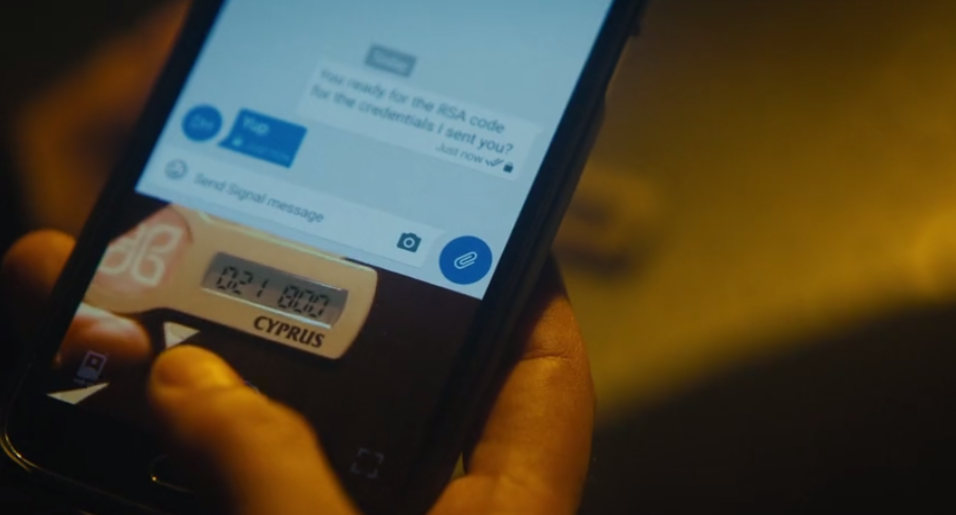 You ready for the RSA code
for the credentials I sent you?
Just now
Yup
Send Signal message
021 800
CYPRUS